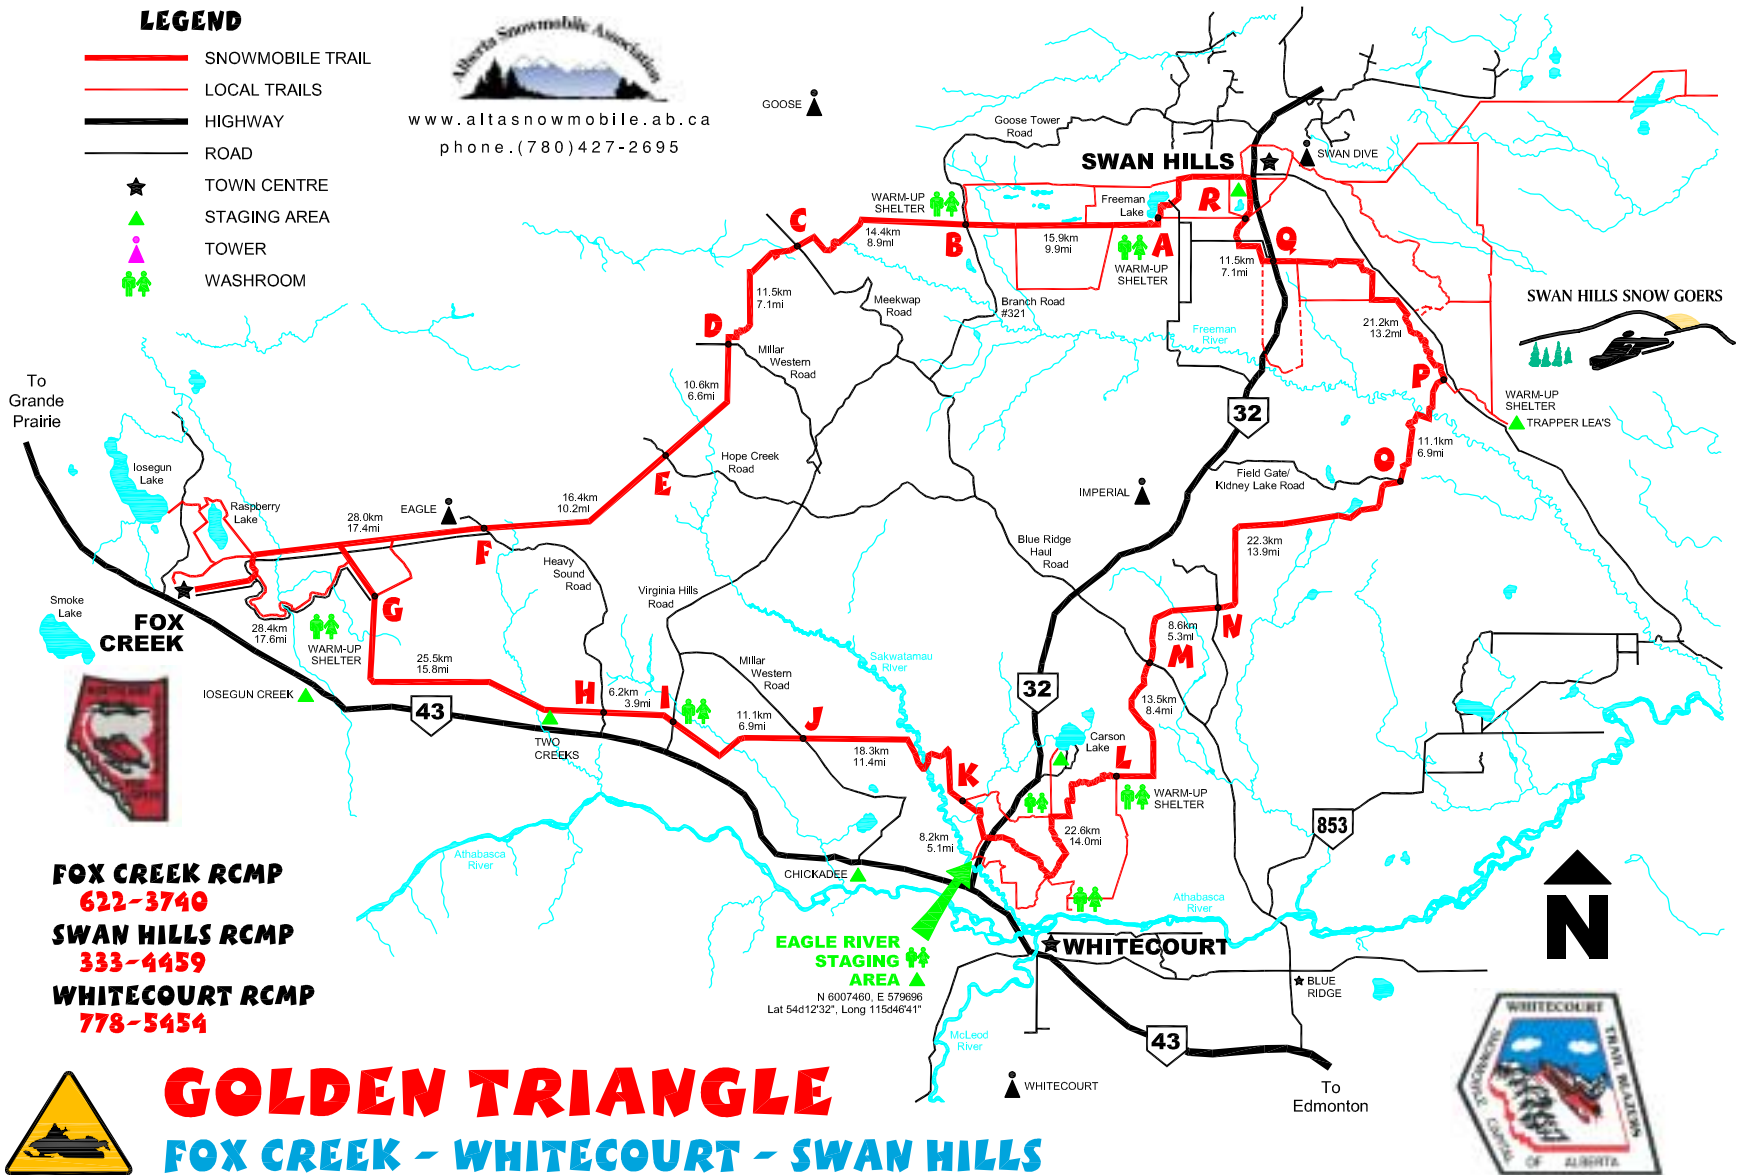 LEGEND
SNOWMOBILE TRAIL
LOCAL TRAILS
HIGHWAY
ROAD
TOWN CENTRE
STAGING AREA
TOWER
WASHROOM
Alberta Snowmobile Association
www.altasnowmobile.ab.ca
phone.(780)427-2695
GOOSE
Goose Tower
Road
SWAN HILLS
SWAN DIVE
WARM-UP
SHELTER
Freeman
Lake
R
C
14.4km
8.9mi
B
15.9km
9.9mi
A
WARM-UP
SHELTER
Q
11.5km
7.1mi
11.5km
7.1mi
Meekwap
Road
Branch Road
#321
Freeman
River
21.2km
13.2mi
SWAN HILLS SNOW GOERS
D
Millar
Western
Road
P
To
Grande
Prairie
10.6km
6.6mi
32
WARM-UP
SHELTER
TRAPPER LEA'S
11.1km
6.9mi
Iosegun
Lake
Hope Creek
Road
E
O
Field Gate/
Kidney Lake Road
IMPERIAL
Raspberry
Lake
28.0km
17.4mi
EAGLE
16.4km
10.2mi
F
22.3km
13.9mi
Blue Ridge
Haul
Road
Heavy
Sound
Road
Virginia Hills
Road
Smoke
Lake
FOX
CREEK
G
28.4km
17.6mi
WARM-UP
SHELTER
8.6km
5.3mi
N
M
Sakwatamau
River
25.5km
15.8mi
Millar
Western
Road
IOSEGUN CREEK
43
H
6.2km
3.9mi
I
32
13.5km
8.4mi
11.1km
6.9mi
J
TWO
CREEKS
18.3km
11.4mi
Carson
Lake
L
K
WARM-UP
SHELTER
853
8.2km
5.1mi
22.6km
14.0mi
Athabasca
River
CHICKADEE
FOX CREEK RCMP
622-3740
SWAN HILLS RCMP
333-4459
WHITECOURT RCMP
778-5454
Athabasca
River
N
EAGLE RIVER
STAGING
AREA
N 6007460, E 579696
Lat 54d12'32", Long 115d46'41"
WHITECOURT
BLUE
RIDGE
McLeod
River
43
WHITECOURT
To
Edmonton
WHITECOURT
TRAIL BLAZERS
SNOWMOBILE CAPITAL OF ALBERTA
GOLDEN TRIANGLE
FOX CREEK - WHITECOURT - SWAN HILLS